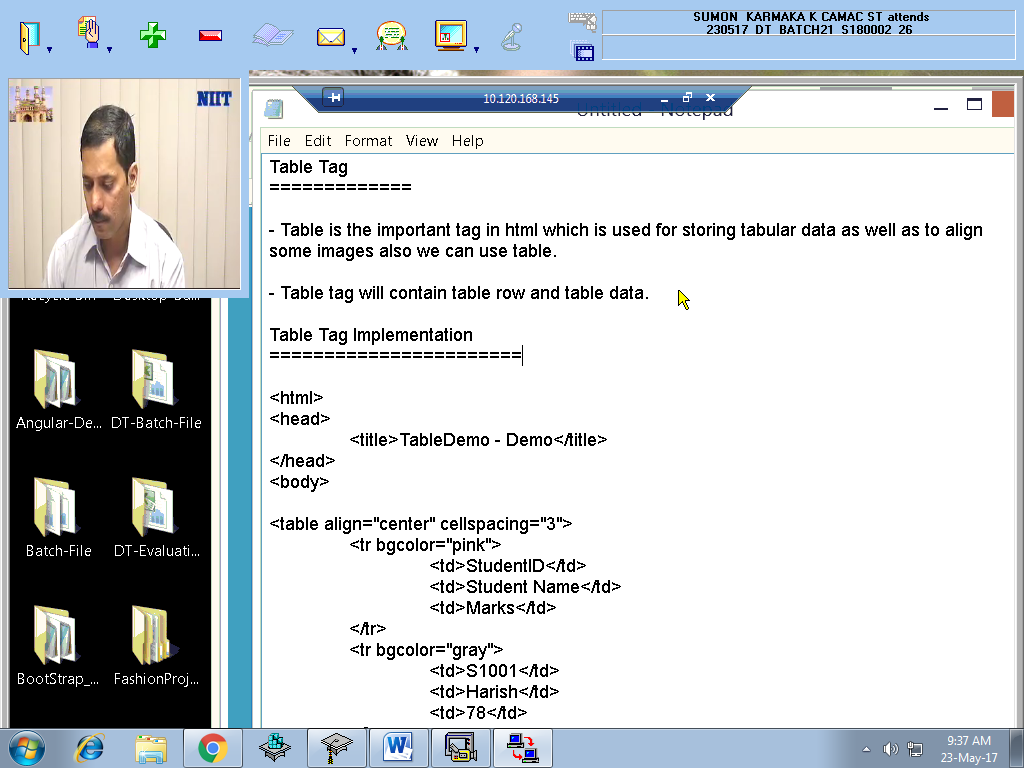 SUMON KARMAKA K CAMAC ST attends
230517 DT BATCH21 S180002 26
NIIT
10.120.168.145
Untitled - Notepad
File Edit Format View Help
Table Tag
=============
- Table is the important tag in html which is used for storing tabular data as well as to align
some images also we can use table.
- Table tag will contain table row and table data.
Table Tag Implementation
=======================
<html>
<head>
<title>TableDemo - Demo</title>
</head>
<body>
<table align="center" cellspacing="3">
<tr bgcolor="pink">
<td>StudentID</td>
<td>Student Name</td>
<td>Marks</td>
</tr>
<tr bgcolor="gray">
<td>S1001</td>
<td>Harish</td>
<td>78</td>
Angular-De... DT-Batch-File
Batch-File DT-Evaluati...
BootStrap_... FashionProj...
9:37 AM
23-May-17